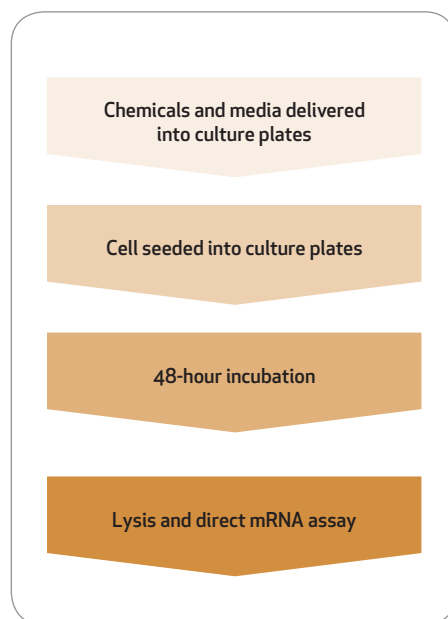 Chemicals and media delivered
into culture plates
Cell seeded into culture plates
48-hour incubation
Lysis and direct mRNA assay